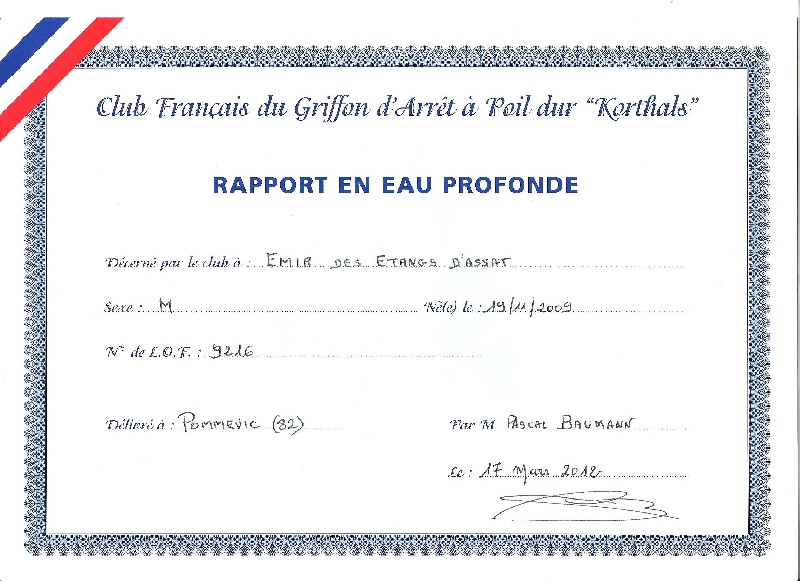 Club Français du Griffon d'Arrêt à Poil dur "Korthals"
RAPPORT EN EAU PROFONDE
Décerné par le club à : EMIR DES ETANGS D'ASSAT
Sexe : M Né(e) le : 19/11/2009
N° de L.O.F. : 9216
Délivré à : POMMEVIC (82) Par M PASCAL BAUMANN
Le : 17 Mars 2012